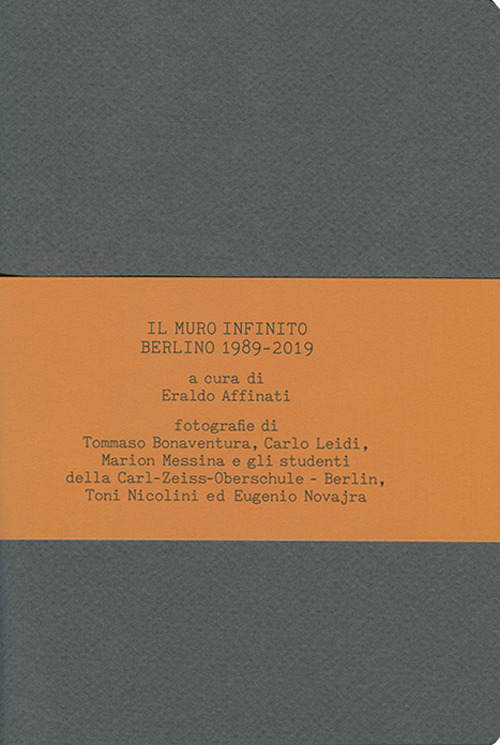 IL MURO INFINITO
BERLINO 1989-2019
a cura di
Eraldo Affinati
fotografie di
Tommaso Bonaventura, Carlo Leidi,
Marion Messina e gli studenti
della Carl-Zeiss-Oberschule - Berlin,
Toni Nicolini ed Eugenio Novajra